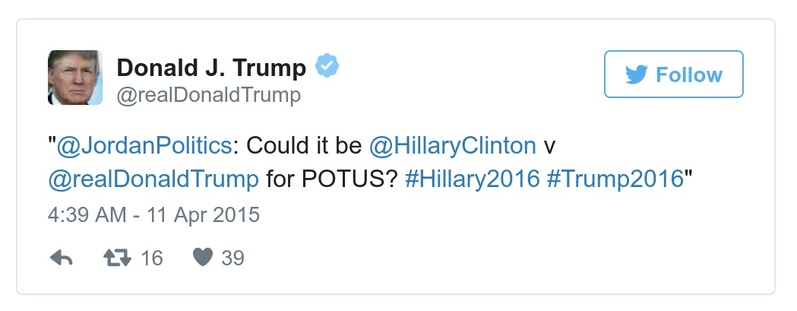 Donald J. Trump
@realDonaldTrump
Follow
"@JordanPolitics: Could it be @HillaryClinton v
@realDonaldTrump for POTUS? #Hillary2016 #Trump2016"
4:39 AM - 11 Apr 2015
16 39